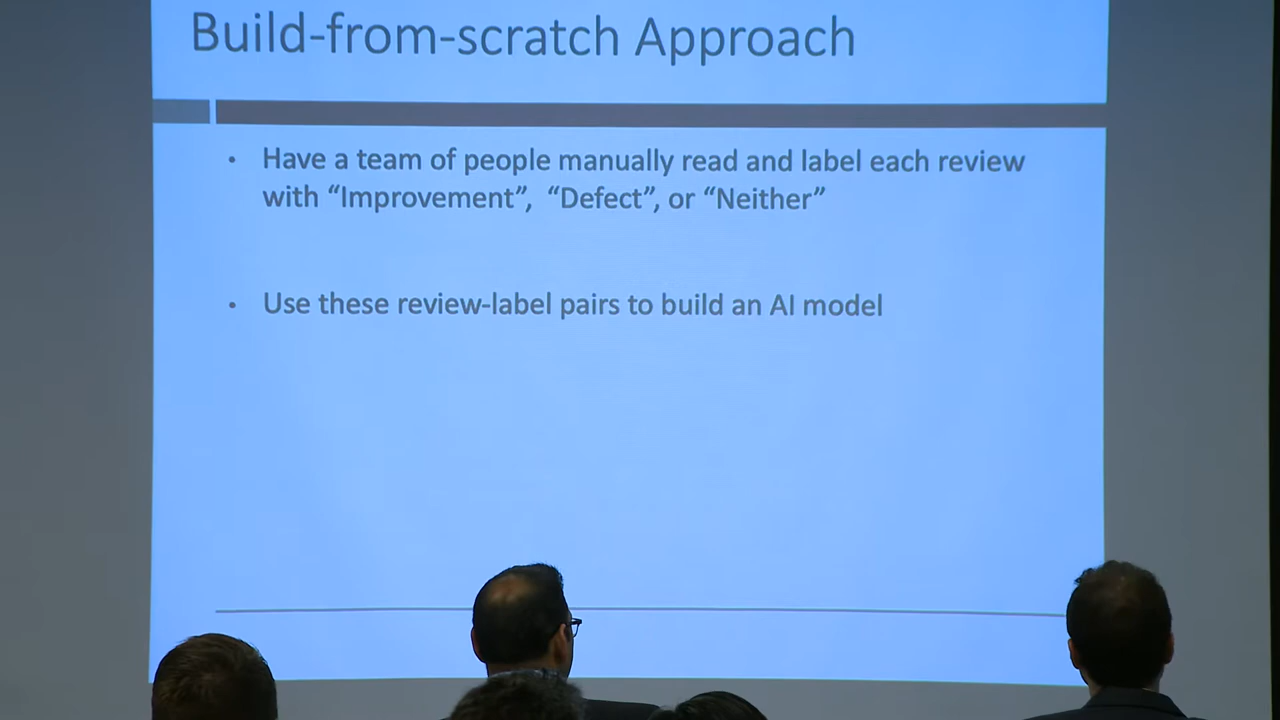 Build-from-scratch Approach
• Have a team of people manually read and label each review
with “Improvement”, “Defect”, or “Neither”
• Use these review-label pairs to build an AI model